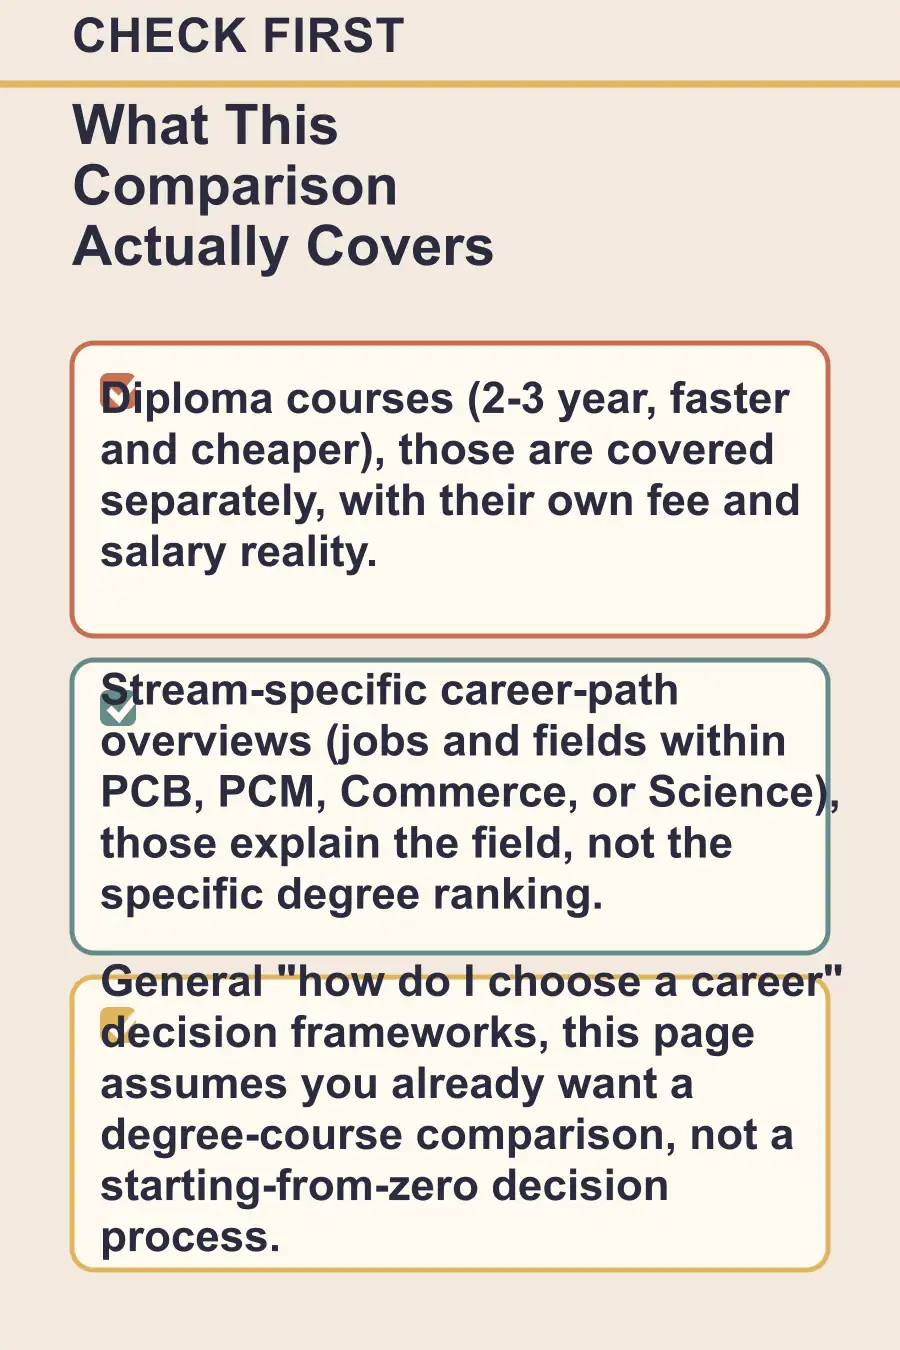 CHECK FIRST
What This
Comparison
Actually Covers
Diploma courses (2-3 year, faster
and cheaper), those are covered
separately, with their own fee and
salary reality.
Stream-specific career-path
overviews (jobs and fields within
PCB, PCM, Commerce, or Science),
those explain the field, not the
specific degree ranking.
General "how do I choose a career"
decision frameworks, this page
assumes you already want a
degree-course comparison, not a
starting-from-zero decision
process.